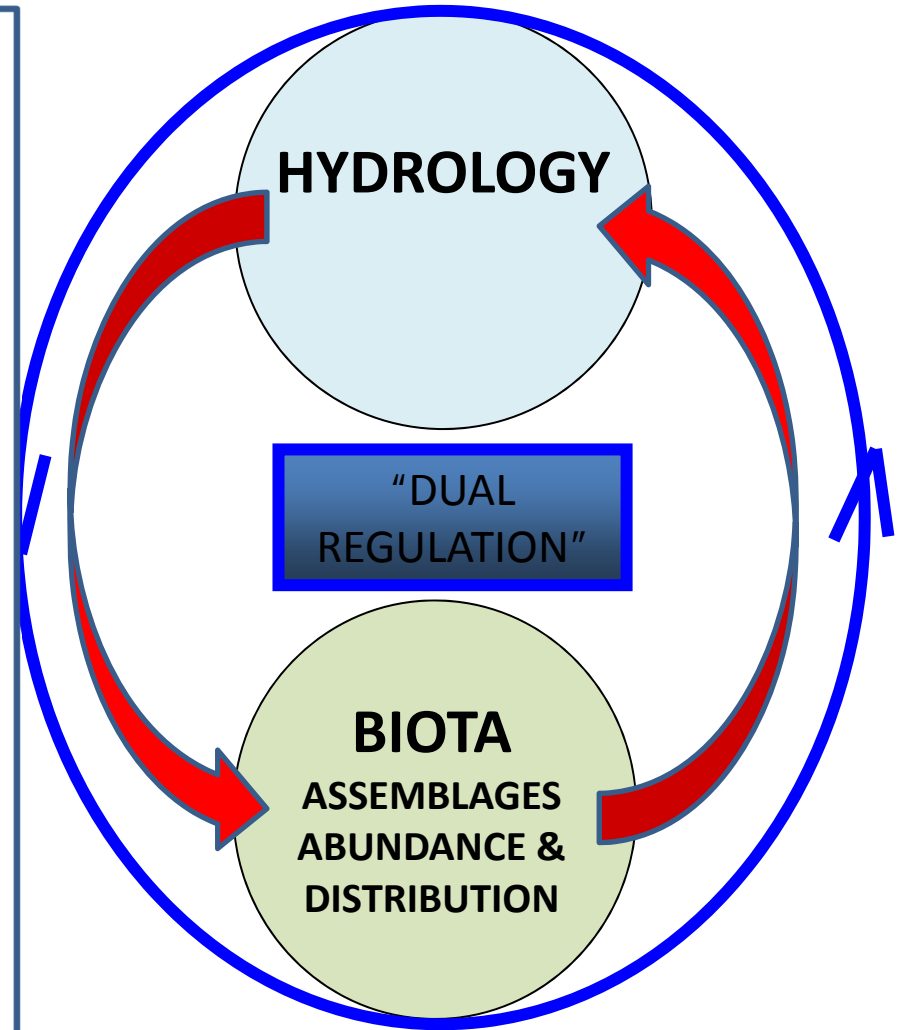 HYDROLOGY
“DUAL
REGULATION”
BIOTA
ASSEMBLAGES
ABUNDANCE &
DISTRIBUTION